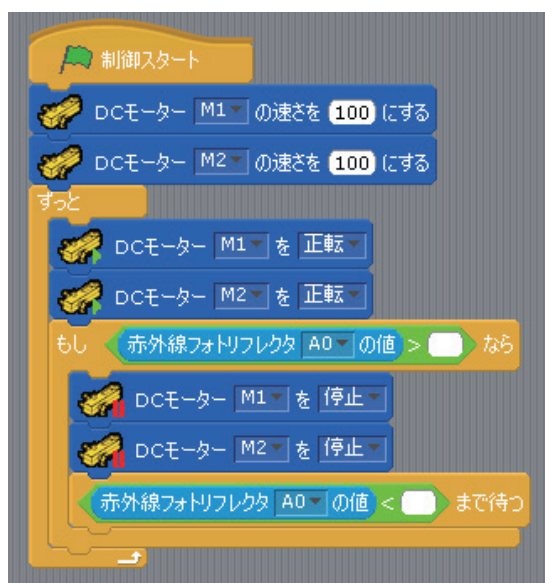 制御スタート
DCモーター M1 の速さを 100 にする
DCモーター M2 の速さを 100 にする
ずっと
DCモーター M1 を 正転
DCモーター M2 を 正転
もし 赤外線フォトリフレクタ A0 の値 > なら
DCモーター M1 を 停止
DCモーター M2 を 停止
赤外線フォトリフレクタ A0 の値 < まで待つ